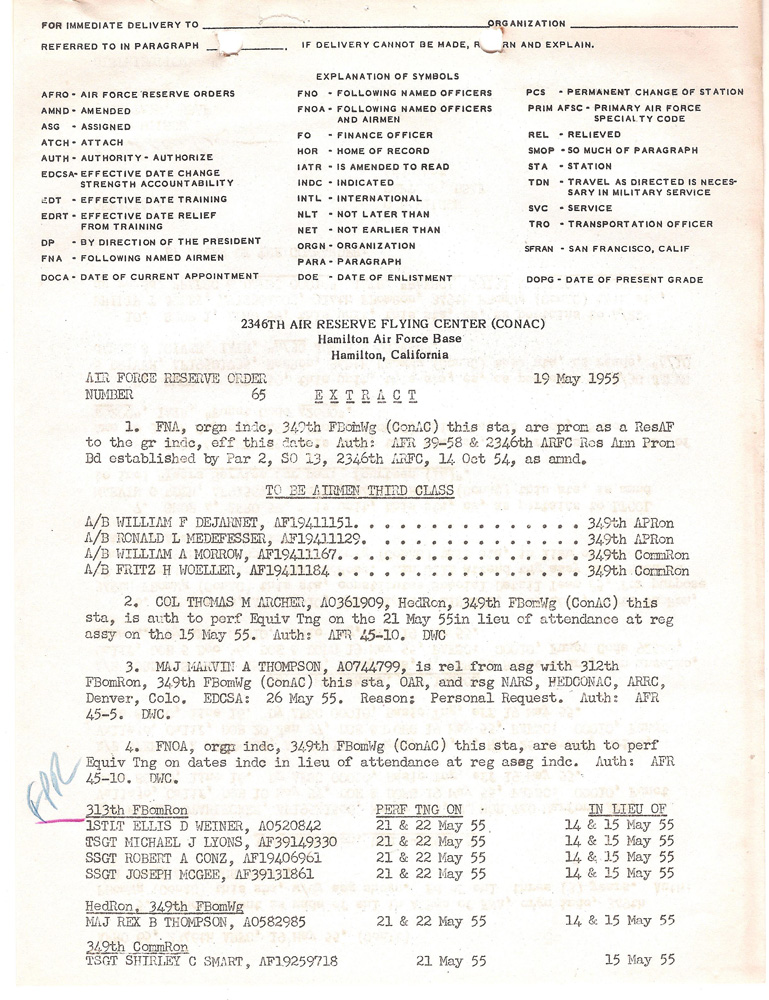 FOR IMMEDIATE DELIVERY TO ____ ORGANIZATION ____
REFERRED TO IN PARAGRAPH ____. IF DELIVERY CANNOT BE MADE, R RN AND EXPLAIN.
EXPLANATION OF SYMBOLS
AFRO - AIR FORCE RESERVE ORDERS
AMND - AMENDED
ASG - ASSIGNED
ATCH - ATTACH
AUTH - AUTHORITY - AUTHORIZE
EDCSA - EFFECTIVE DATE CHANGE
STRENGTH ACCOUNTABILITY
EDT - EFFECTIVE DATE TRAINING
EDRT - EFFECTIVE DATE RELIEF
FROM TRAINING
DP - BY DIRECTION OF THE PRESIDENT
FNA - FOLLOWING NAMED AIRMEN
DOCA - DATE OF CURRENT APPOINTMENT
FNO - FOLLOWING NAMED OFFICERS
FNOA - FOLLOWING NAMED OFFICERS
AND AIRMEN
FO - FINANCE OFFICER
HOR - HOME OF RECORD
IATR - IS AMENDED TO READ
INDC - INDICATED
INTL - INTERNATIONAL
NLT - NOT LATER THAN
NET - NOT EARLIER THAN
ORGN - ORGANIZATION
PARA - PARAGRAPH
DOE - DATE OF ENLISTMENT
PCS - PERMANENT CHANGE OF STATION
PRIM AFSC - PRIMARY AIR FORCE
SPECIALTY CODE
REL - RELIEVED
SMOP - SO MUCH OF PARAGRAPH
STA - STATION
TDN - TRAVEL AS DIRECTED IS NECES-
SARY IN MILITARY SERVICE
SVC - SERVICE
TRO - TRANSPORTATION OFFICER
SFRAN - SAN FRANCISCO, CALIF
DOPG - DATE OF PRESENT GRADE
2346TH AIR RESERVE FLYING CENTER (CONAC)
Hamilton Air Force Base
Hamilton, California
AIR FORCE RESERVE ORDER 19 May 1955
NUMBER 65 E X T R A C T
1. FNA, orgn indc, 349th FBomWg (ConAC) this sta, are prom as a ResAF
to the gr indc, eff this date. Auth: AFR 39-58 & 2346th ARFC Res Amn Prom
Bd established by Par 2, SO 13, 2346th ARFC, 14 Oct 54, as amnd.
TO BE AIRMEN THIRD CLASS
A/B WILLIAM F DEJARNET, AF19411151. . . . . . . . . . . . . . . 349th APRon
A/B RONALD L MEDEFESSER, AF19411129. . . . . . . . . . . . . . 349th APRon
A/B WILLIAM A MORROW, AF19411167. . . . . . . . . . . . . . . . 349th CommRon
A/B FRITZ H WOELLER, AF19411184 . . . . . . . . . . . . . . . . 349th CommRon
2. COL THOMAS M ARCHER, AO361909, HedRon, 349th FBomWg (ConAC) this
sta, is auth to perf Equiv Tng on the 21 May 55in lieu of attendance at reg
assy on the 15 May 55. Auth: AFR 45-10. DWC
3. MAJ MARVIN A THOMPSON, AO744799, is rel from asg with 312th
FBomRon, 349th FBomWg (ConAC) this sta, OAR, and rsg NARS, HEDCONAC, ARRC,
Denver, Colo. EDCSA: 26 May 55. Reason: Personal Request. Auth: AFR
45-5. DWC.
4. FNOA, orgn indc, 349th FBomWg (ConAC) this sta, are auth to perf
Equiv Tng on dates indc in lieu of attendance at reg assg indc. Auth: AFR
45-10. DWC.
313th FBomRon PERF TNG ON IN LIEU OF
1STLT ELLIS D WEINER, AO520842 21 & 22 May 55 14 & 15 May 55
TSGT MICHAEL J LYONS, AF39149330 21 & 22 May 55 14 & 15 May 55
SSGT ROBERT A CONZ, AF19406961 21 & 22 May 55 14 & 15 May 55
SSGT JOSEPH MCGEE, AF39131861 21 & 22 May 55 14 & 15 May 55
HedRon, 349th FBomWg
MAJ REX B THOMPSON, AO582985 21 & 22 May 55 14 & 15 May 55
349th CommRon
TSGT SHIRLEY C SMART, AF19259718 21 May 55 15 May 55